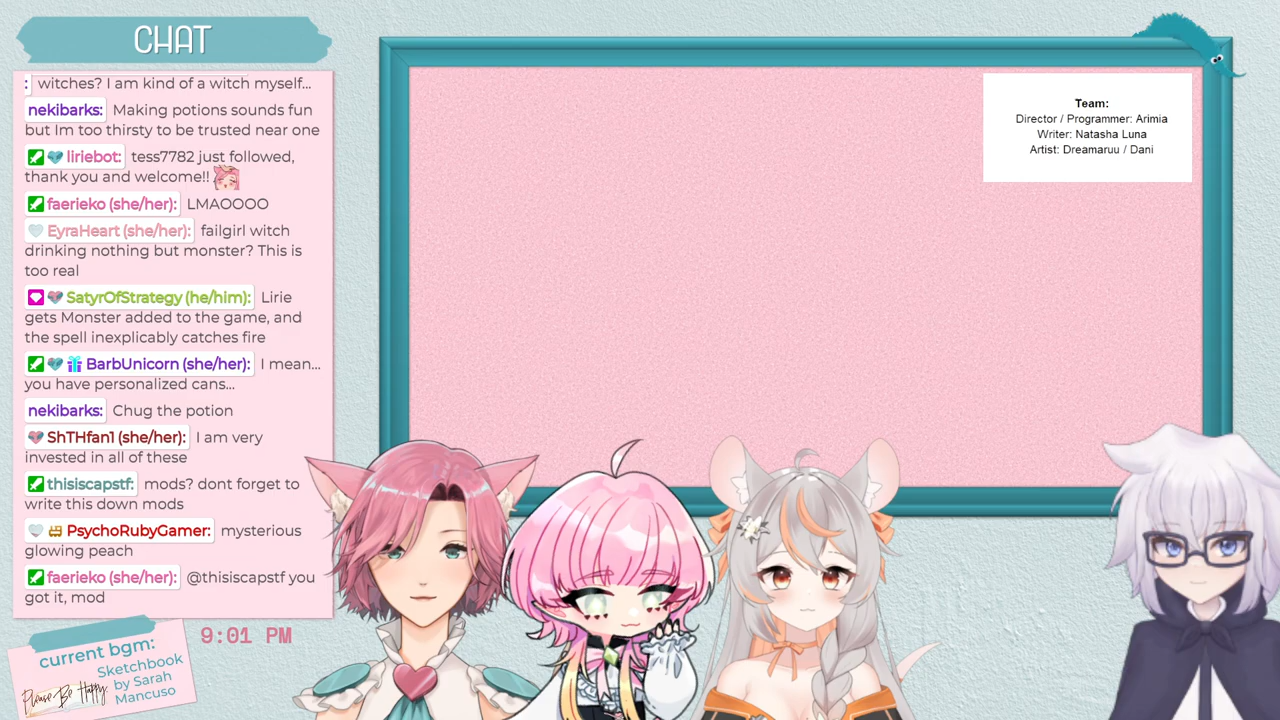 CHAT
: witches? I am kind of a witch myself...
nekibarks: Making potions sounds fun
but Im too thirsty to be trusted near one
liriebot: tess7782 just followed,
thank you and welcome!!
faerieko (she/her): LMAOOOO
EyraHeart (she/her): failgirl witch
drinking nothing but monster? This is
too real
SatyrOfStrategy (he/him): Lirie
gets Monster added to the game, and
the spell inexplicably catches fire
BarbUnicorn (she/her): I mean...
you have personalized cans...
nekibarks: Chug the potion
ShTHfan1 (she/her): I am very
invested in all of these
thisiscapstf: mods? dont forget to
write this down mods
PsychoRubyGamer: mysterious
glowing peach
faerieko (she/her): @thisiscapstf you
got it, mod
9:01 PM
current bgm:
Sketchbook
by Sarah
Mancuso
Please Be Happy
Team:
Director / Programmer: Arimia
Writer: Natasha Luna
Artist: Dreamaruu / Dani